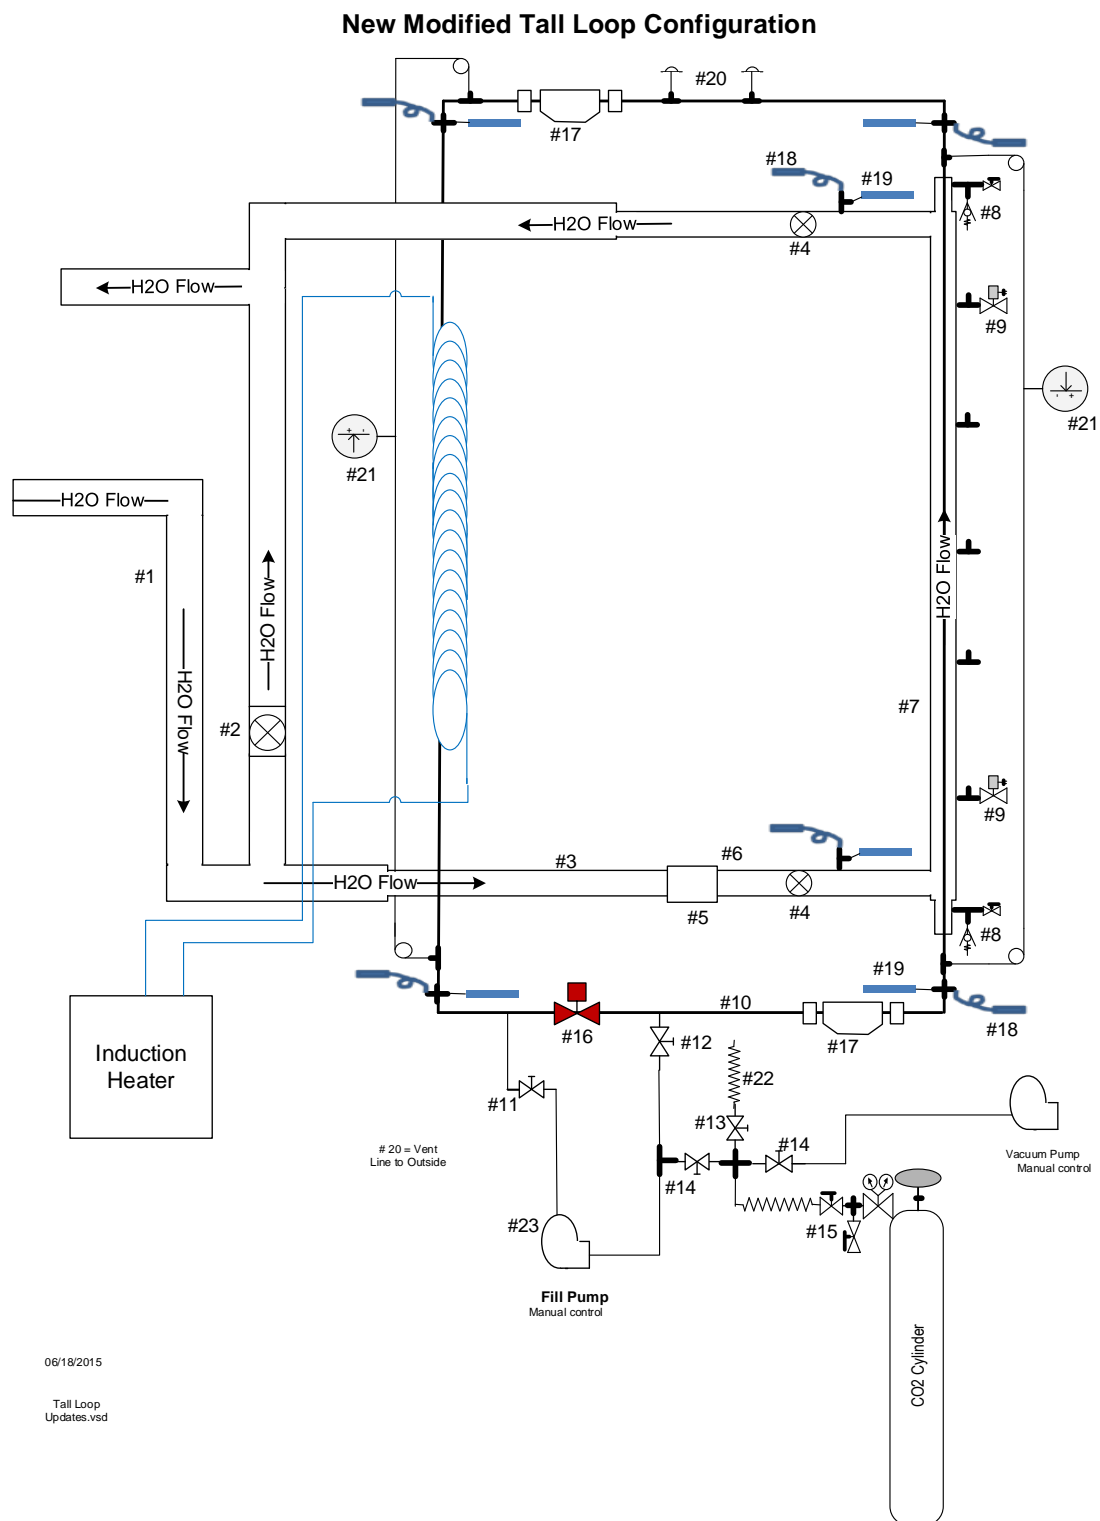 New Modified Tall Loop Configuration
#20
#17
#18
#19
#8
H2O Flow
#4
H2O Flow
#9
#21
#21
H2O Flow
#1
H2O Flow
H2O Flow
H2O Flow
#7
#2
#9
#6
#3
H2O Flow
#5
#4
#8
#19
#10
#18
#16
#17
#12
Induction
Heater
#22
#11
#13
#14
# 20 = Vent
Line to Outside
Vacuum Pump
Manual control
#14
#15
#23
Fill Pump
Manual control
CO2 Cylinder
06/18/2015
Tall Loop
Updates.vsd